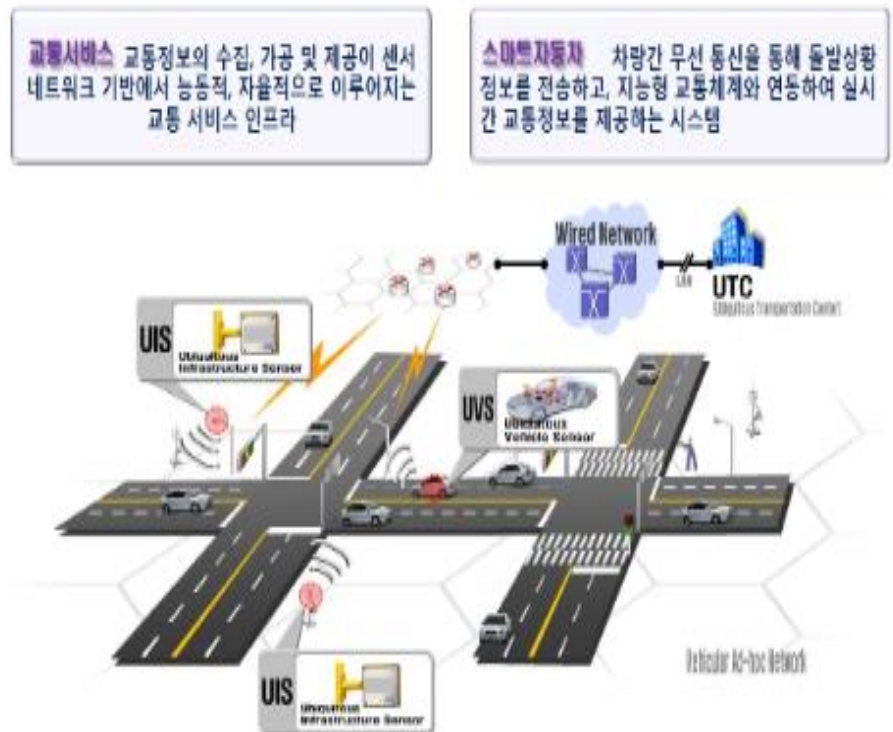 교통서비스 교통정보의 수집, 가공 및 제공이 센서
네트워크 기반에서 능동적, 자율적으로 이루어지는
교통 서비스 인프라
스마트자동차 차량간 무선 통신을 통해 돌발상황
정보를 전송하고, 지능형 교통체계와 연동하여 실시
간 교통정보를 제공하는 시스템
Wired Network
LAN
UTC
Ubiquitous Transportation Center
UIS
Ubiquitous
Infrastructure Sensor
UVS
Ubiquitous
Vehicle Sensor
UIS
Ubiquitous
Infrastructure Sensor
Vehicular Ad-hoc Network